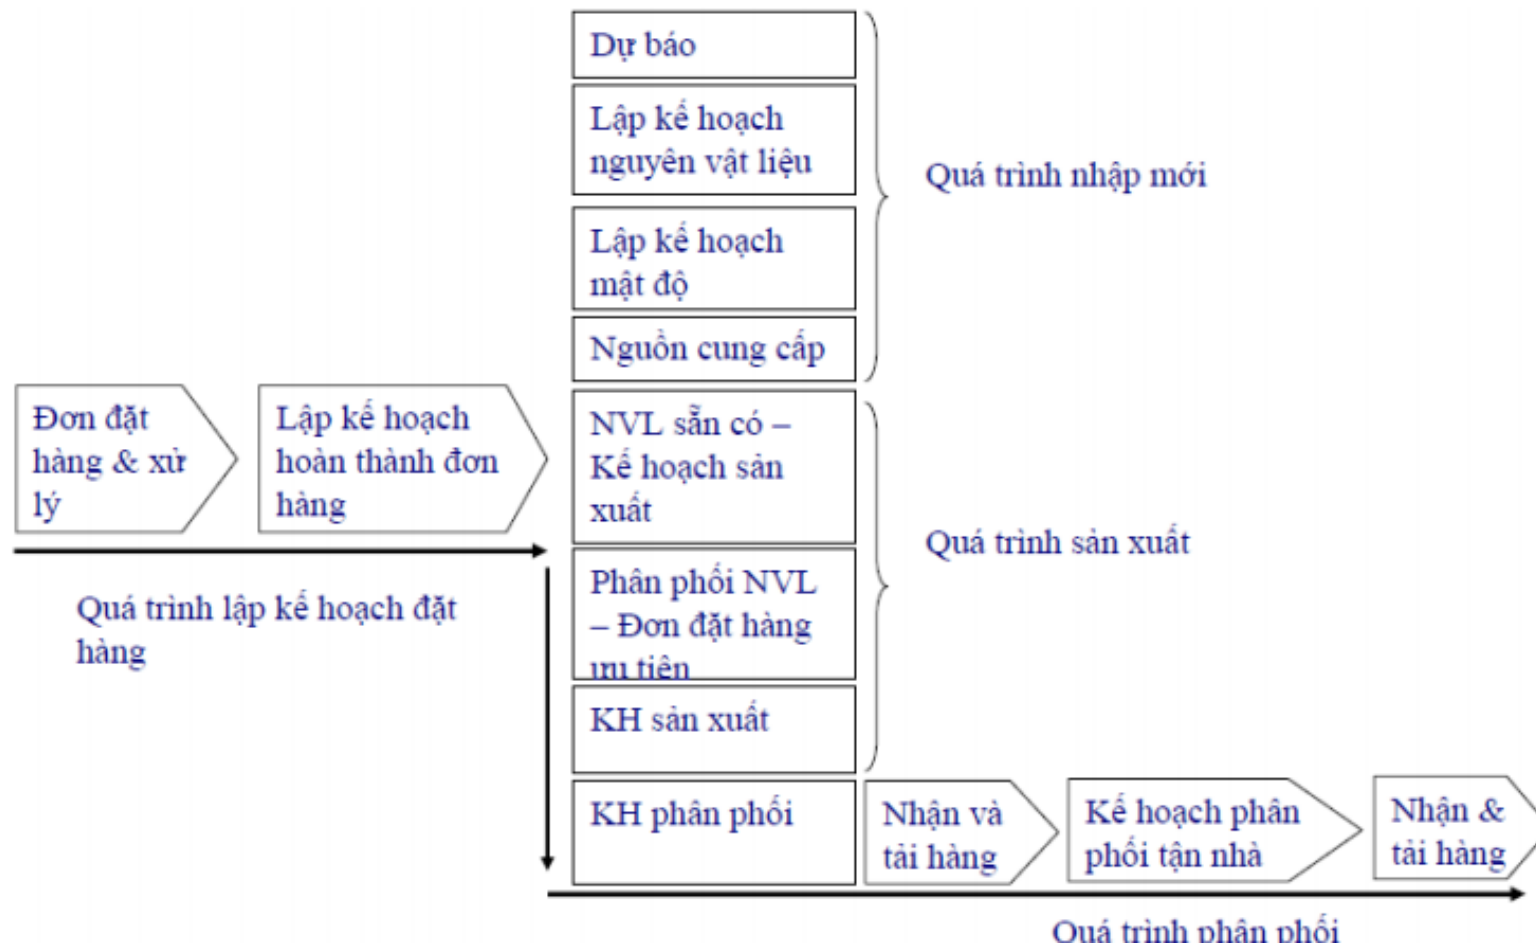 Dự báo
Lập kế hoạch
nguyên vật liệu
Quá trình nhập mới
Lập kế hoạch
mật độ
Nguồn cung cấp
Đơn đặt
hàng & xử
lý
Lập kế hoạch
hoàn thành đơn
hàng
NVL sẵn có –
Kế hoạch sản
xuất
Quá trình sản xuất
Quá trình lập kế hoạch đặt
hàng
Phân phối NVL
– Đơn đặt hàng
ưu tiên
KH sản xuất
KH phân phối
Nhận và
tải hàng
Kế hoạch phân
phối tận nhà
Nhận &
tải hàng
Quá trình phân phối